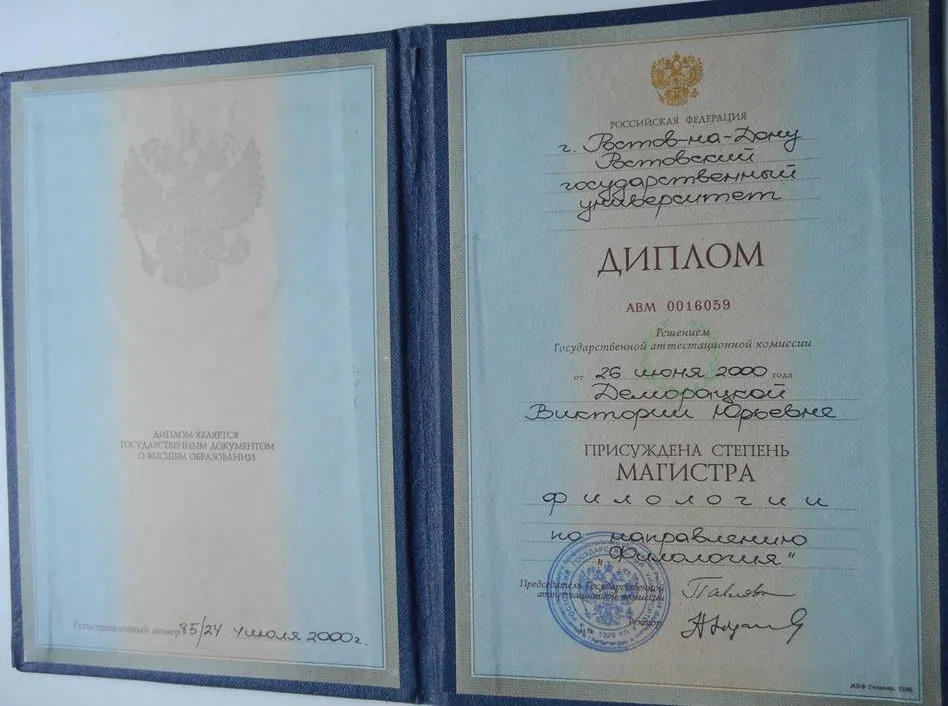 ДИПЛОМ ЯВЛЯЕТСЯ
ГОСУДАРСТВЕННЫМ ДОКУМЕНТОМ
О ВЫСШЕМ ОБРАЗОВАНИИ
Регистрационный номер 85/24 4 июля 2000г.
РОССИЙСКАЯ ФЕДЕРАЦИЯ
г. Ростов-на-Дону
Ростовский
государственный
университет
ДИПЛОМ
АВМ 0016059
Решением
Государственной аттестационной комиссии
от 26 июня 2000 года
Виктории Юрьевне
ПРИСУЖДЕНА СТЕПЕНЬ
МАГИСТРА
филологии
по направлению
"Филология"
Председатель Государственной
аттестационной комиссии
Ректор